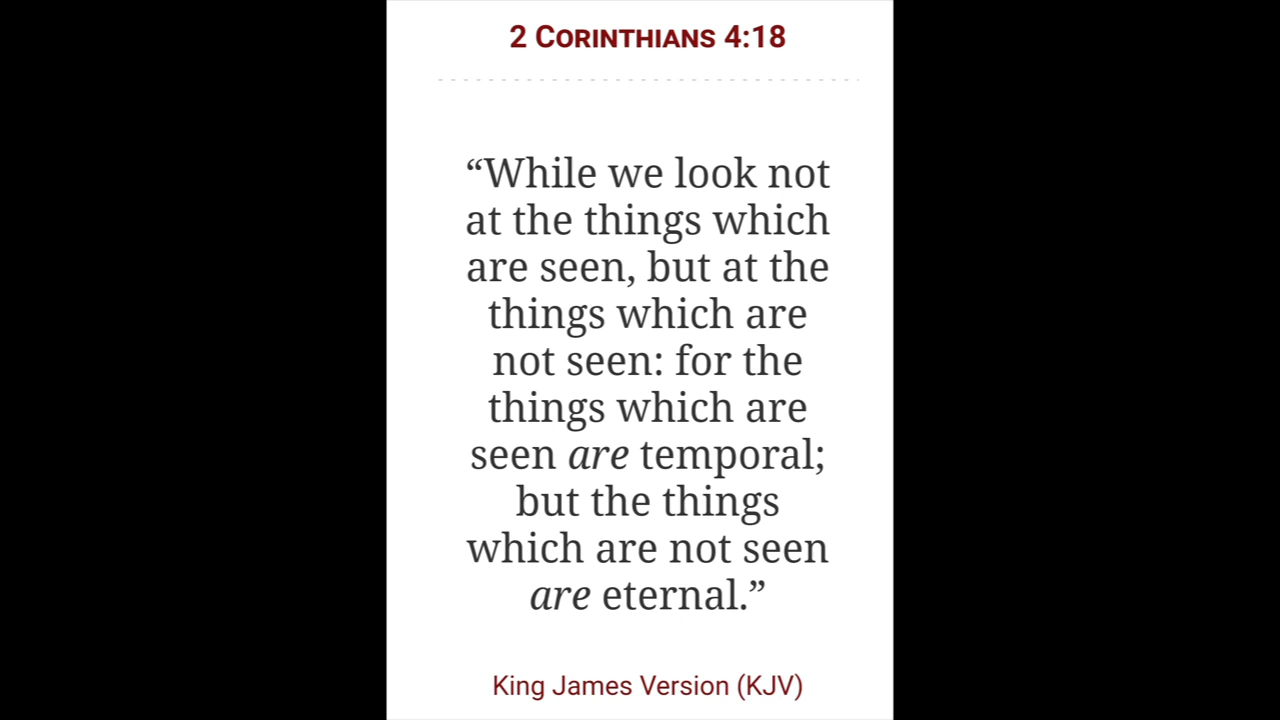 2 CORINTHIANS 4:18
“While we look not
at the things which
are seen, but at the
things which are
not seen: for the
things which are
seen are temporal;
but the things
which are not seen
are eternal.”
King James Version (KJV)